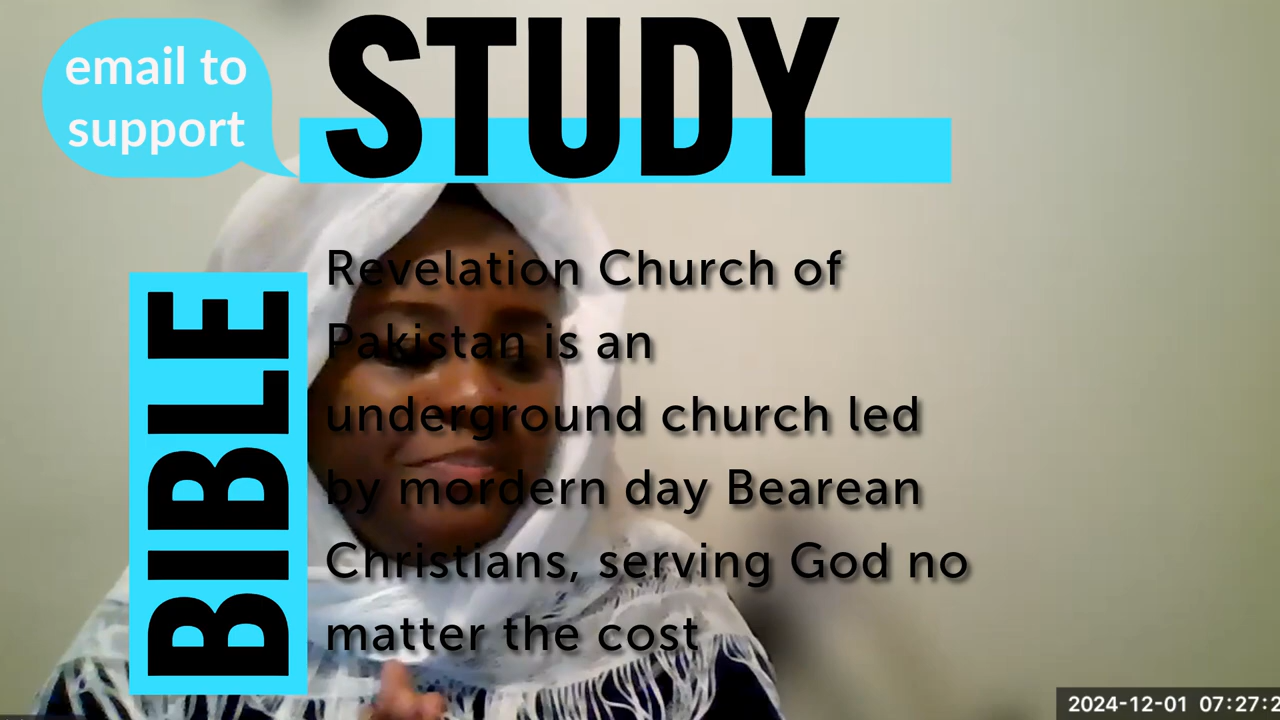 email to
support
STUDY
BIBLE
Revelation Church of
Pakistan is an
underground church led
by mordern day Bearean
Christians, serving God no
matter the cost
2024-12-01 07:27:2